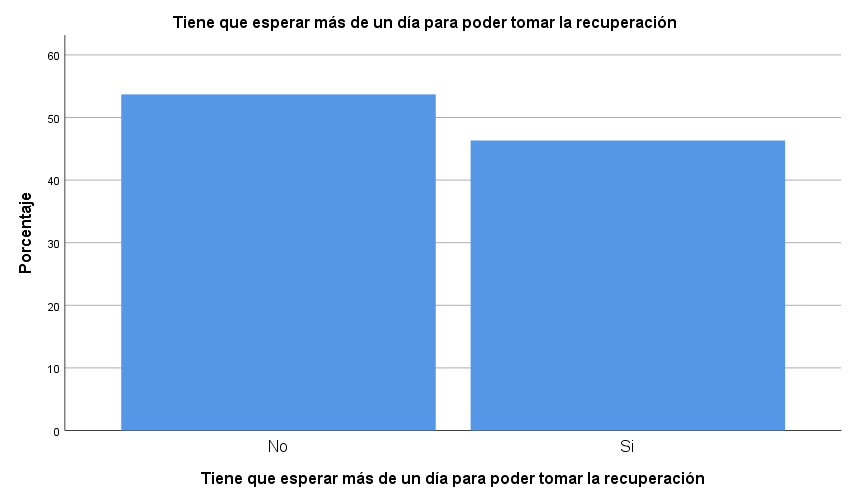 Tiene que esperar más de un día para poder tomar la recuperación
60
50
40
30
20
10
0
Porcentaje
No Si
Tiene que esperar más de un día para poder tomar la recuperación